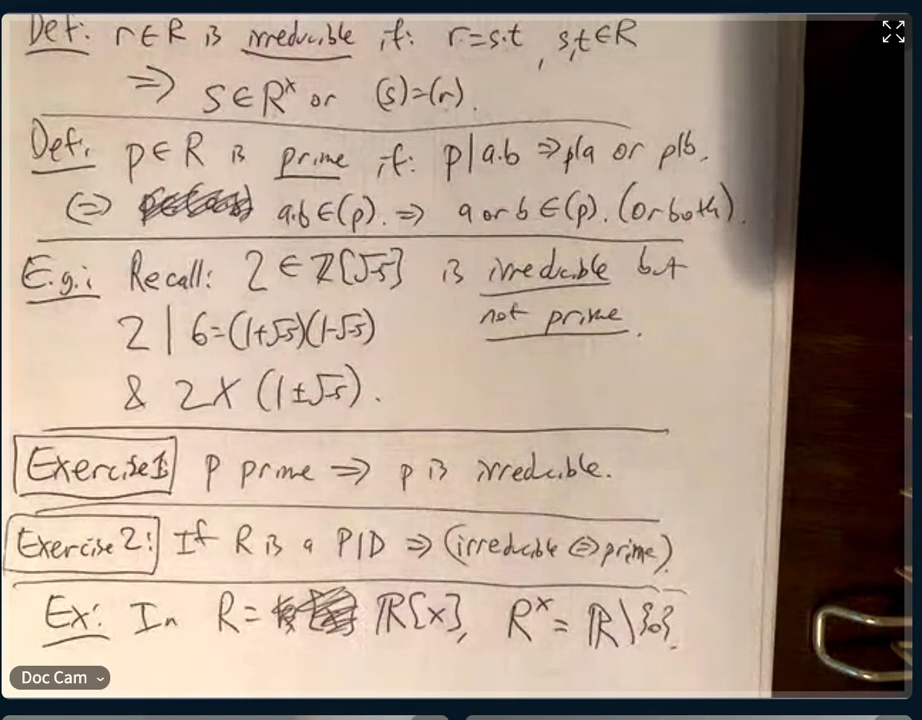 Def: r∈R is irreducible if: r=s·t, s,t∈R
⇒ s∈R^x or (s)=(r).
Def: p∈R is prime if: p|a.b ⇒ p|a or p|b.
(⇒ a.b∈(p). ⇒ a or b∈(p). (or both).
E.g.: Recall: 2∈ℤ[√-5] is irreducible but
not prime.
2 | 6=(1+√-5)(1-√-5)
& 2∤(1±√-5).
Exercise 1: p prime ⇒ p is irreducible.
Exercise 2: If R is a PID ⇒ (irreducible ⇔ prime)
Ex: In R= ℝ[x], R^x = ℝ\{0}.
Doc Cam